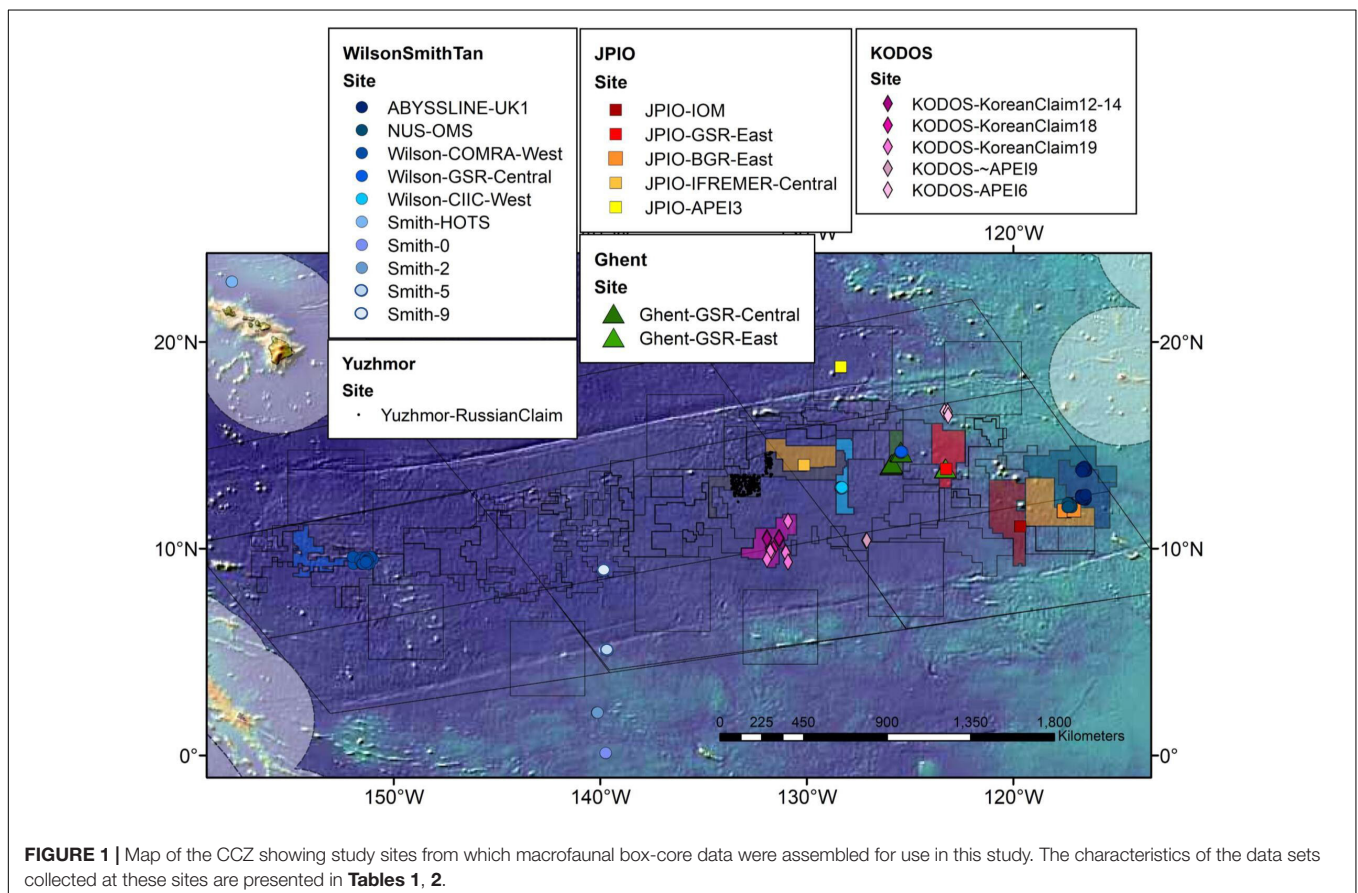 WilsonSmithTan
Site
ABYSSLINE-UK1
NUS-OMS
Wilson-COMRA-West
Wilson-GSR-Central
Wilson-CIIC-West
Smith-HOTS
Smith-0
Smith-2
Smith-5
Smith-9
Yuzhmor
Site
Yuzhmor-RussianClaim
JPIO
Site
JPIO-IOM
JPIO-GSR-East
JPIO-BGR-East
JPIO-IFREMER-Central
JPIO-APEI3
Ghent
Site
Ghent-GSR-Central
Ghent-GSR-East
KODOS
Site
KODOS-KoreanClaim12-14
KODOS-KoreanClaim18
KODOS-KoreanClaim19
KODOS-~APEI9
KODOS-APEI6
120°W
20°N
20°N
10°N
10°N
0 225 450 900 1.350 1.800
Kilometers
0°
0°
150°W 140°W 130°W 120°W
FIGURE 1 | Map of the CCZ showing study sites from which macrofaunal box-core data were assembled for use in this study. The characteristics of the data sets
collected at these sites are presented in Tables 1, 2.